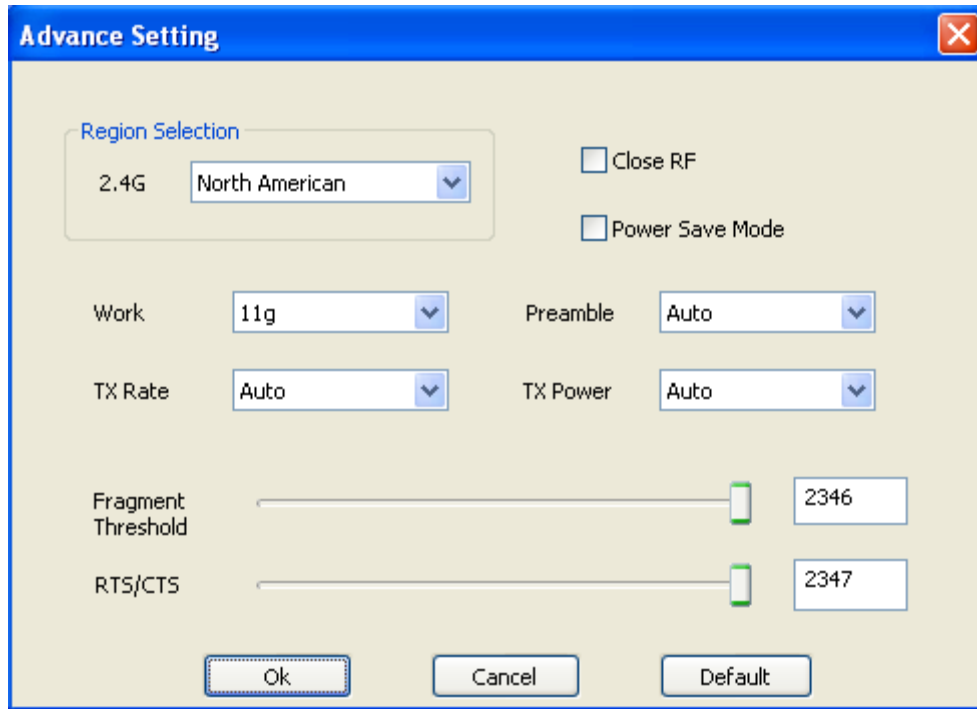 Advance Setting
Region Selection
2.4G North American
Close RF
Power Save Mode
Work 11g Preamble Auto
TX Rate Auto TX Power Auto
Fragment
Threshold
2346
RTS/CTS 2347
Ok Cancel Default